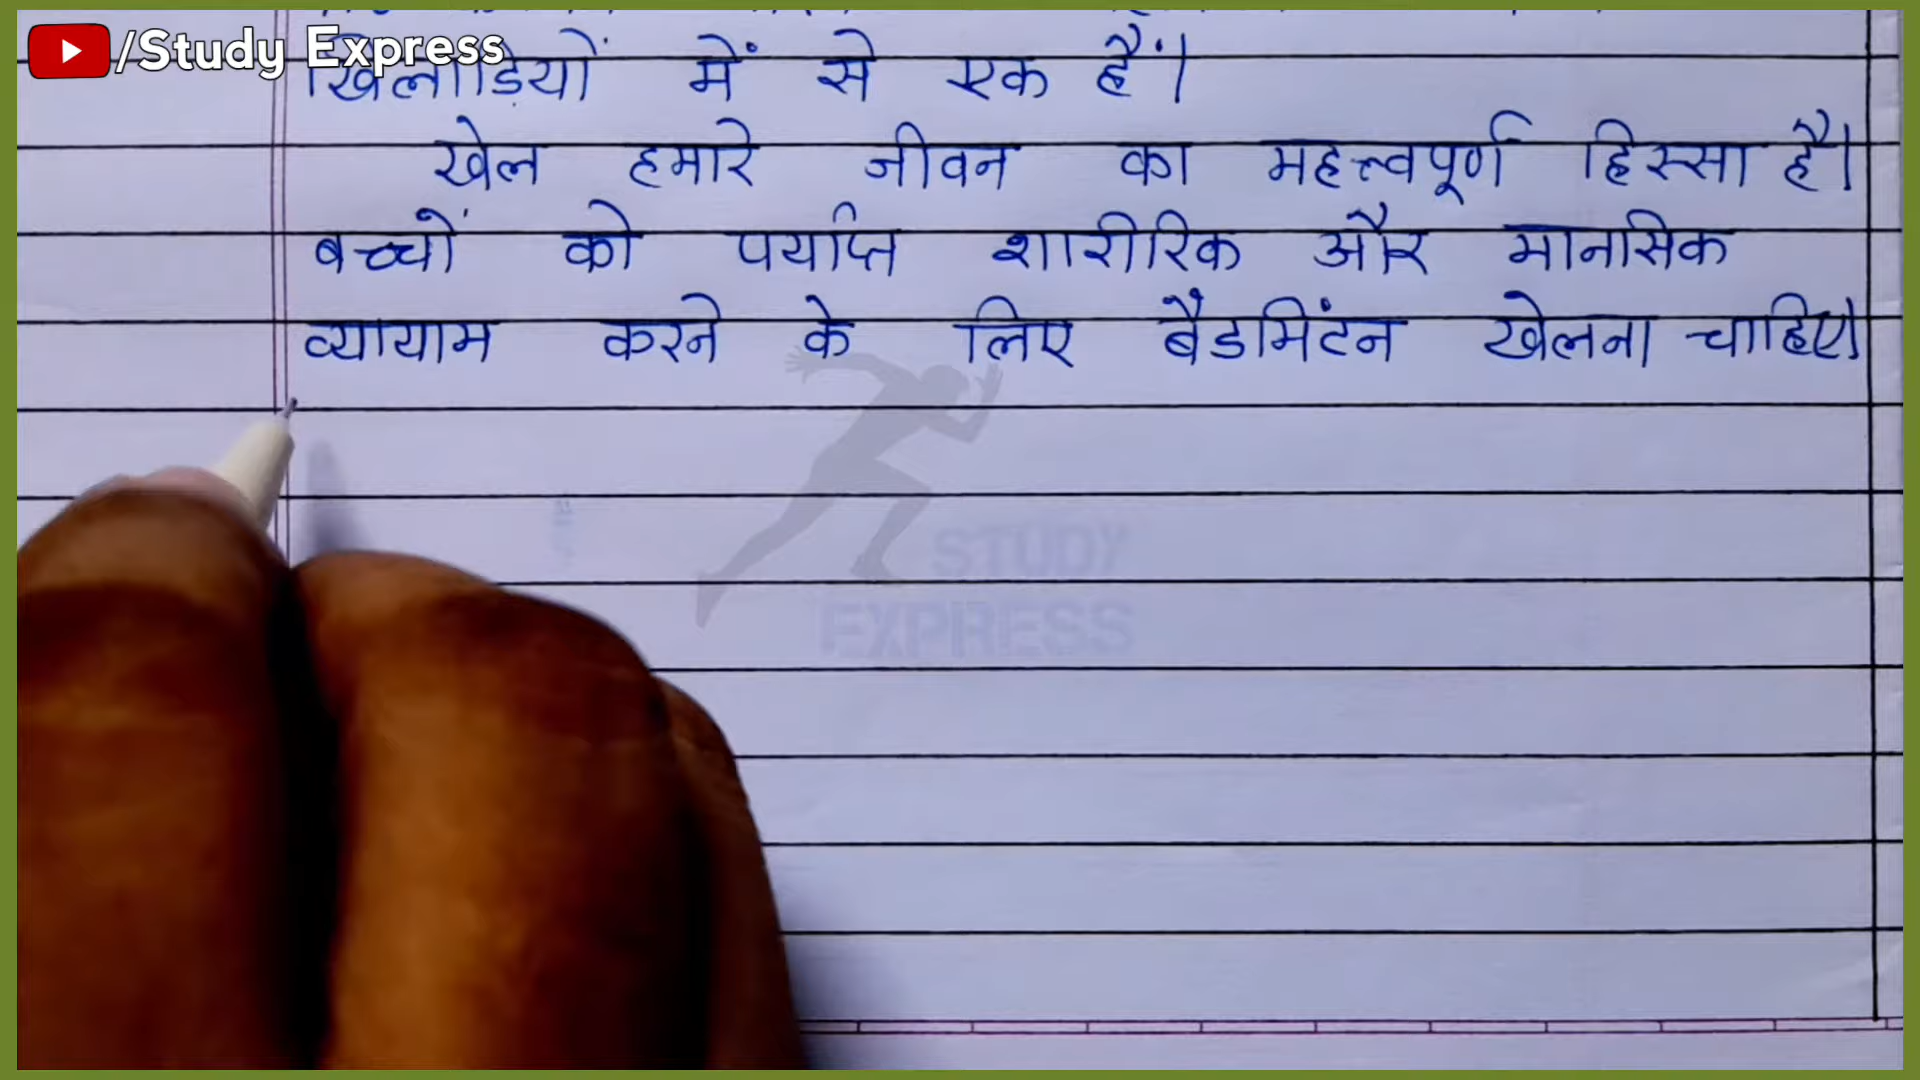 /Study Express
खिलाड़ियों में से एक हैं।
खेल हमारे जीवन का महत्त्वपूर्ण हिस्सा है।
बच्चों को पर्याप्त शारीरिक और मानसिक
व्यायाम करने के लिए बैडमिंटन खेलना चाहिए।
STUDY
EXPRESS